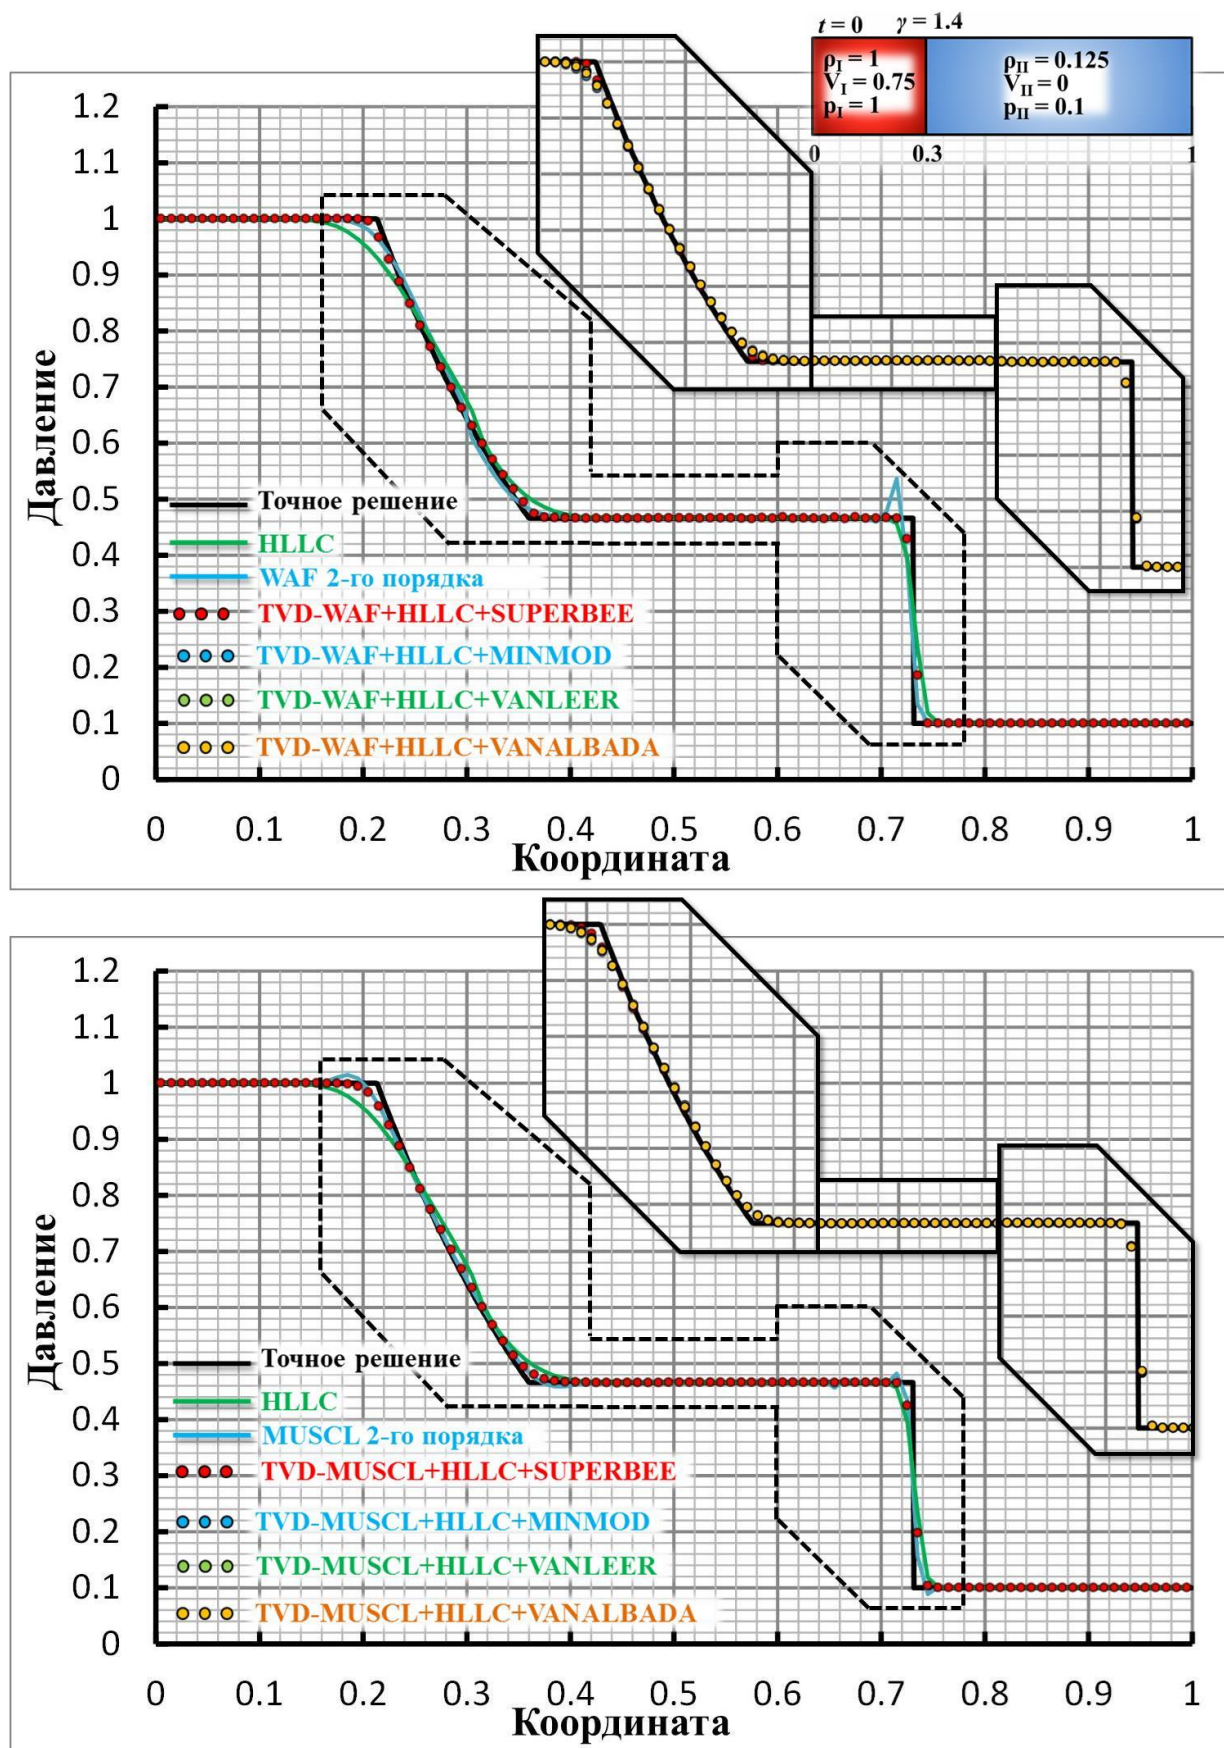 t = 0 γ = 1.4
ρI = 1
VI = 0.75
pI = 1
ρII = 0.125
VII = 0
pII = 0.1
0 0.3 1
Давление
1.2
1.1
1
0.9
0.8
0.7
0.6
0.5
0.4
0.3
0.2
0.1
0
Точное решение
HLLC
WAF 2-го порядка
TVD-WAF+HLLC+SUPERBEE
TVD-WAF+HLLC+MINMOD
TVD-WAF+HLLC+VANLEER
TVD-WAF+HLLC+VANALBADA
0 0.1 0.2 0.3 0.4 0.5 0.6 0.7 0.8 0.9 1
Координата
Давление
1.2
1.1
1
0.9
0.8
0.7
0.6
0.5
0.4
0.3
0.2
0.1
0
Точное решение
HLLC
MUSCL 2-го порядка
TVD-MUSCL+HLLC+SUPERBEE
TVD-MUSCL+HLLC+MINMOD
TVD-MUSCL+HLLC+VANLEER
TVD-MUSCL+HLLC+VANALBADA
0 0.1 0.2 0.3 0.4 0.5 0.6 0.7 0.8 0.9 1
Координата